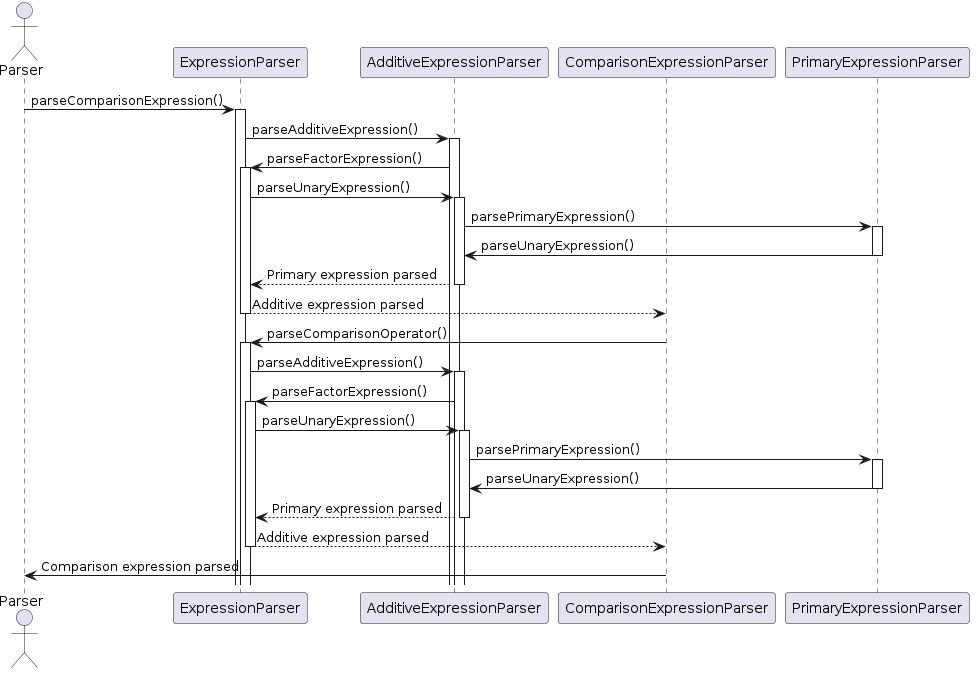 Parser
ExpressionParser
AdditiveExpressionParser
ComparisonExpressionParser
PrimaryExpressionParser
parseComparisonExpression()
parseAdditiveExpression()
parseFactorExpression()
parseUnaryExpression()
parsePrimaryExpression()
parseUnaryExpression()
Primary expression parsed
Additive expression parsed
parseComparisonOperator()
parseAdditiveExpression()
parseFactorExpression()
parseUnaryExpression()
parsePrimaryExpression()
parseUnaryExpression()
Primary expression parsed
Additive expression parsed
Comparison expression parsed
Parser
ExpressionParser
AdditiveExpressionParser
ComparisonExpressionParser
PrimaryExpressionParser